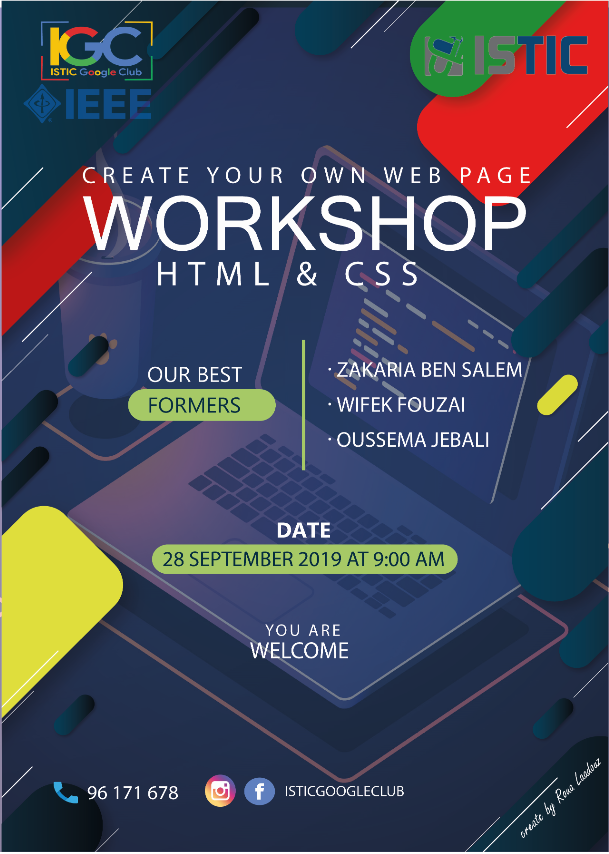 IGC
ISTIC Google Club
IEEE
ISTIC
CREATE YOUR OWN WEB PAGE
WORKSHOP
HTML & CSS
OUR BEST
FORMERS
· ZAKARIA BEN SALEM
· WIFEK FOUZAI
· OUSSEMA JEBALI
DATE
28 SEPTEMBER 2019 AT 9:00 AM
YOU ARE
WELCOME
96 171 678
ISTICGOOGLECLUB
create by Roua